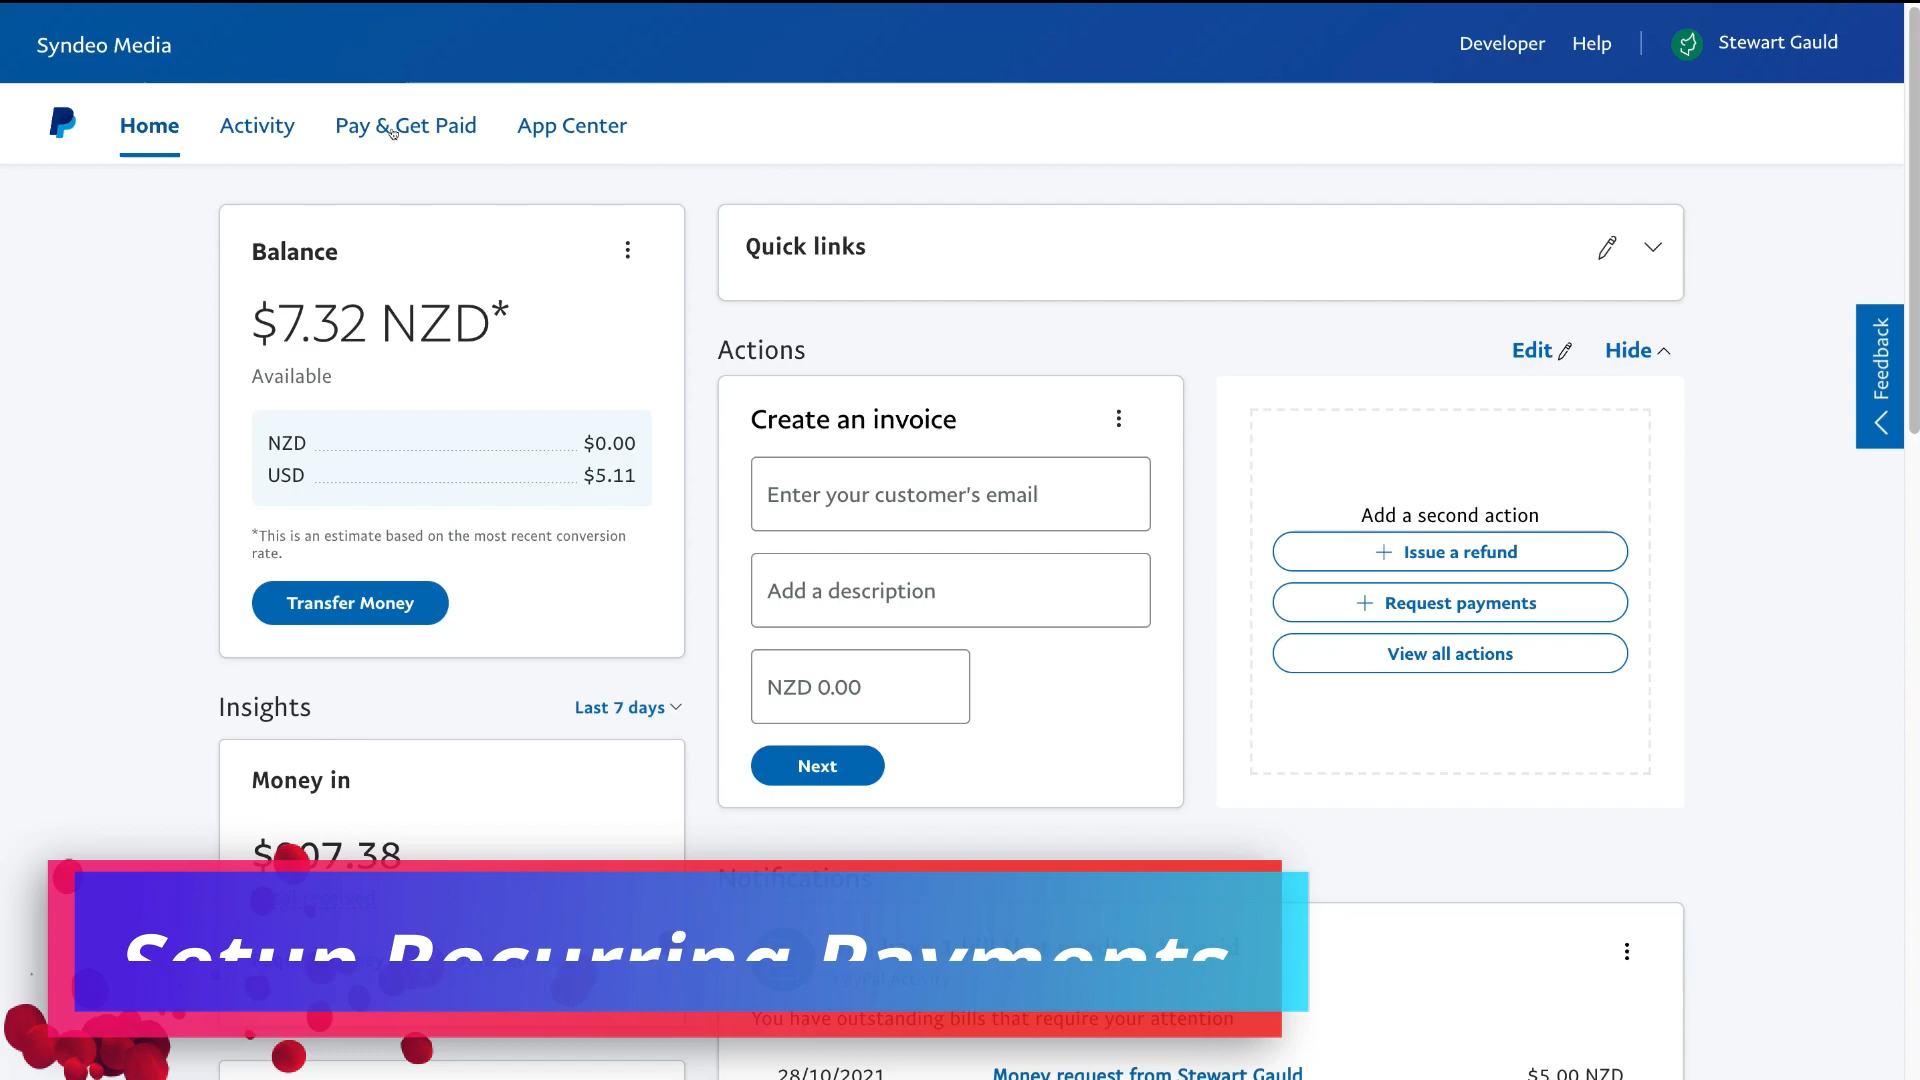 Syndeo Media
Developer
Help
Stewart Gauld
Home
Activity
Pay & Get Paid
App Center
Balance
$7.32 NZD*
Available
NZD $0.00
USD $5.11
*This is an estimate based on the most recent conversion
rate.
Transfer Money
Quick links
Actions
Edit
Hide
Create an invoice
Enter your customer's email
Add a description
NZD 0.00
Next
Add a second action
+ Issue a refund
+ Request payments
View all actions
Feedback
Insights
Last 7 days
Money in
Notifications
Setup Recurring Payments
You have outstanding bills that require your attention
28/10/2021
Money request from Stewart Gauld
$5.00 NZD